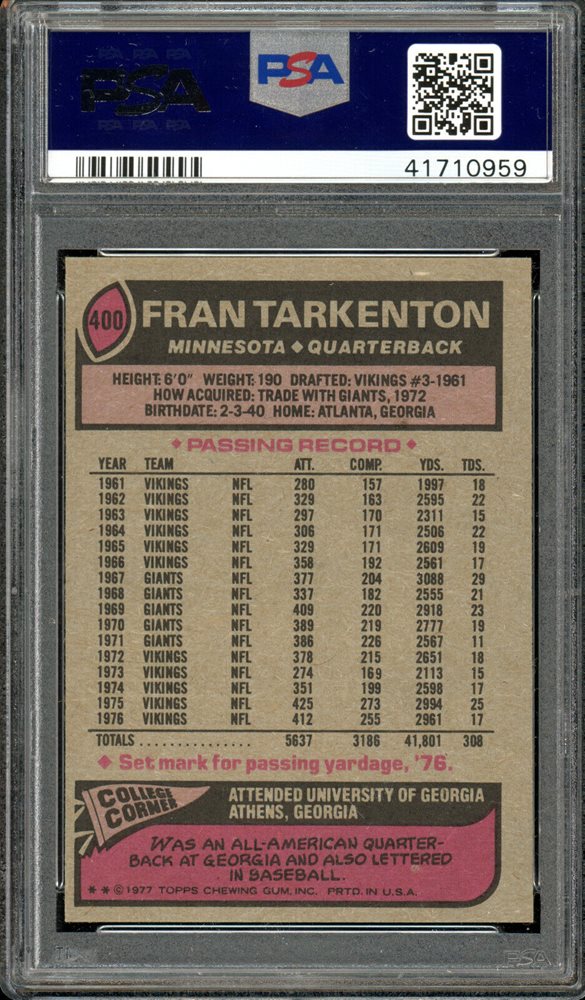 PSA PSA PSA
PSA
PSA PSA PSA
PSA
41710959
400 FRAN TARKENTON
MINNESOTA ◆ QUARTERBACK
HEIGHT: 6'0" WEIGHT: 190 DRAFTED: VIKINGS #3-1961
HOW ACQUIRED: TRADE WITH GIANTS, 1972
BIRTHDATE: 2-3-40 HOME: ATLANTA, GEORGIA
◆ PASSING RECORD ◆
YEAR TEAM ATT. COMP. YDS. TDS.
1961 VIKINGS NFL 280 157 1997 18
1962 VIKINGS NFL 329 163 2595 22
1963 VIKINGS NFL 297 170 2311 15
1964 VIKINGS NFL 306 171 2506 22
1965 VIKINGS NFL 329 171 2609 19
1966 VIKINGS NFL 358 192 2561 17
1967 GIANTS NFL 377 204 3088 29
1968 GIANTS NFL 337 182 2555 21
1969 GIANTS NFL 409 220 2918 23
1970 GIANTS NFL 389 219 2777 19
1971 GIANTS NFL 386 226 2567 11
1972 VIKINGS NFL 378 215 2651 18
1973 VIKINGS NFL 274 169 2113 15
1974 VIKINGS NFL 351 199 2598 17
1975 VIKINGS NFL 425 273 2994 25
1976 VIKINGS NFL 412 255 2961 17
TOTALS ................ 5637 3186 41,801 308
◆ Set mark for passing yardage, '76.
COLLEGE CORNER
ATTENDED UNIVERSITY OF GEORGIA
ATHENS, GEORGIA
WAS AN ALL-AMERICAN QUARTER-
BACK AT GEORGIA AND ALSO LETTERED
IN BASEBALL.
** © 1977 TOPPS CHEWING GUM, INC. PRTD. IN U.S.A.
PSA